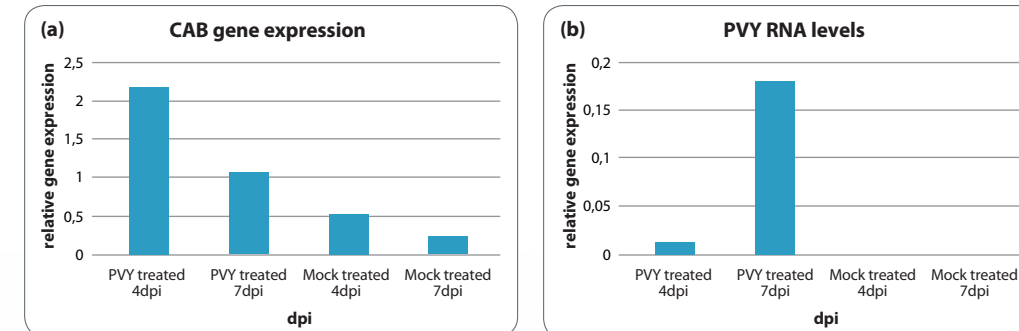 (a) CAB gene expression
relative gene expression
2,5
2
1,5
1
0,5
0
PVY treated PVY treated Mock treated Mock treated
4dpi 7dpi 4dpi 7dpi
dpi
(b) PVY RNA levels
relative gene expression
0,2
0,15
0,1
0,05
0
PVY treated PVY treated Mock treated Mock treated
4dpi 7dpi 4dpi 7dpi
dpi